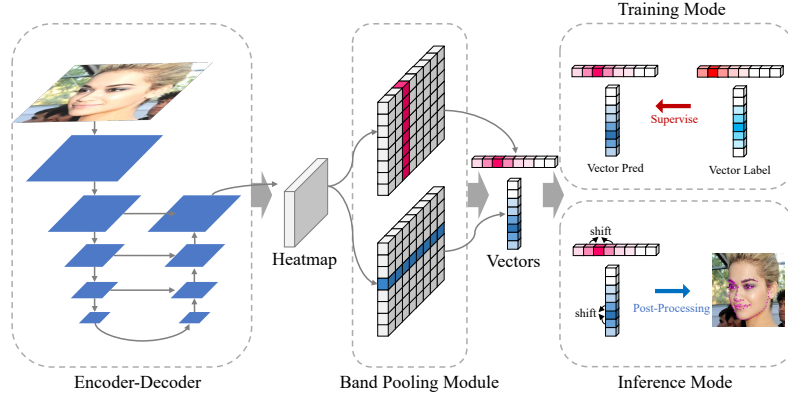 Training Mode
Supervise
Vector Pred
Vector Label
Heatmap
Vectors
shift
shift
Post-Processing
Encoder-Decoder
Band Pooling Module
Inference Mode